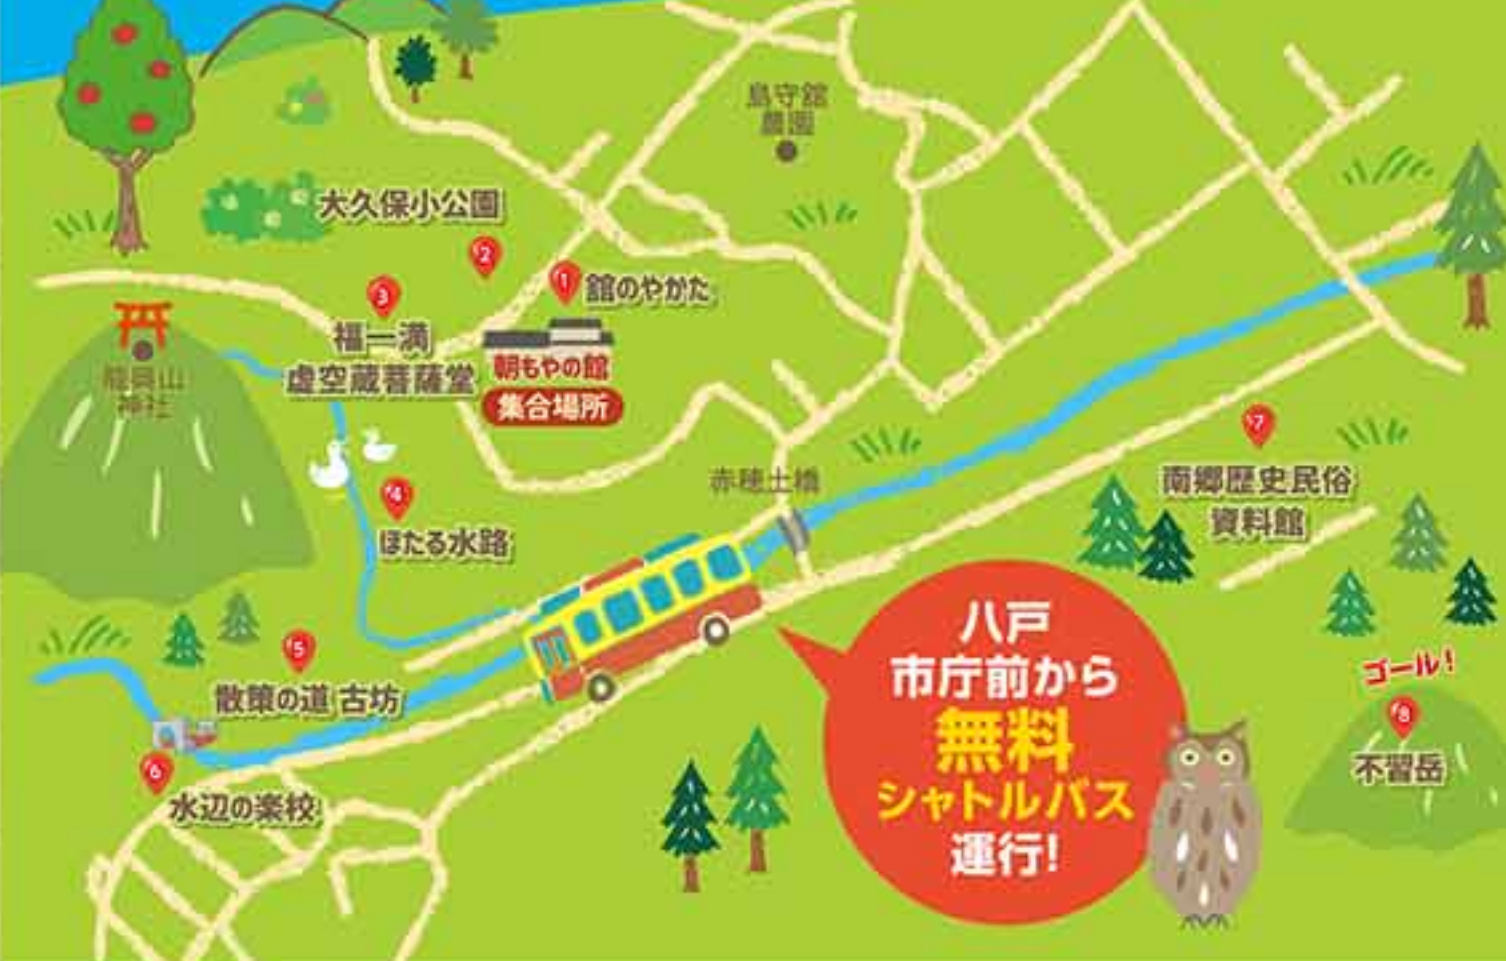 島守舘
農園
大久保小公園
2
1
舘のやかた
3
福一満
虚空蔵菩薩堂
朝もやの館
集合場所
龍興山
神社
7
4
赤穂土橋
南郷歴史民俗
資料館
ほたる水路
八戸
市庁前から
無料
シャトルバス
運行!
5
散策の道 古坊
ゴール!
8
不習岳
6
水辺の楽校